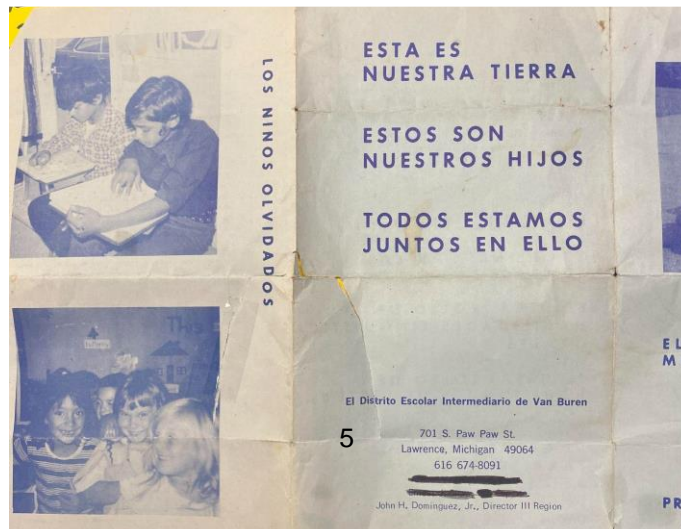 LOS NINOS OLVIDADOS
ESTA ES
NUESTRA TIERRA
ESTOS SON
NUESTROS HIJOS
TODOS ESTAMOS
JUNTOS EN ELLO
El Distrito Escolar Intermediario de Van Buren
5
701 S. Paw Paw St.
Lawrence, Michigan 49064
616 674-8091
John H. Dominguez, Jr., Director III Region
EL
M
PR